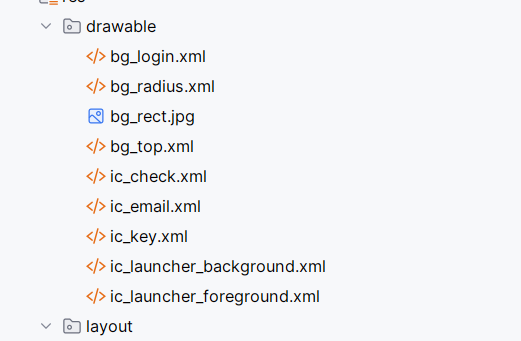 drawable
bg_login.xml
bg_radius.xml
bg_rect.jpg
bg_top.xml
ic_check.xml
ic_email.xml
ic_key.xml
ic_launcher_background.xml
ic_launcher_foreground.xml
layout